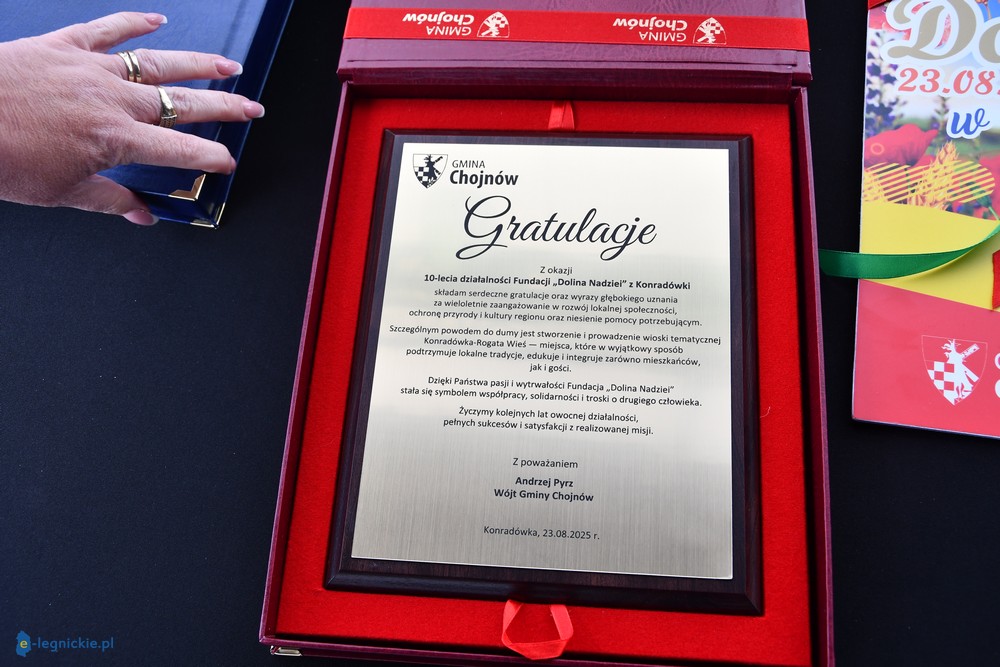 GMINA
Chojnów
GMINA
Chojnów
GMINA
Chojnów
Gratulacje
Z okazji
10-lecia działalności Fundacji „Dolina Nadziei” z Konradówki
składam serdeczne gratulacje oraz wyrazy głębokiego uznania
za wieloletnie zaangażowanie w rozwój lokalnej społeczności,
ochronę przyrody i kultury regionu oraz niesienie pomocy potrzebującym.
Szczególnym powodem do dumy jest stworzenie i prowadzenie wioski tematycznej
Konradówka-Rogata Wieś — miejsca, które w wyjątkowy sposób
podtrzymuje lokalne tradycje, edukuje i integruje zarówno mieszkańców,
jak i gości.
Dzięki Państwa pasji i wytrwałości Fundacja „Dolina Nadziei”
stała się symbolem współpracy, solidarności i troski o drugiego człowieka.
Życzymy kolejnych lat owocnej działalności,
pełnych sukcesów i satysfakcji z realizowanej misji.
Z poważaniem
Andrzej Pyrz
Wójt Gminy Chojnów
Konradówka, 23.08.2025 r.
23.08
w
e-legnickie.pl